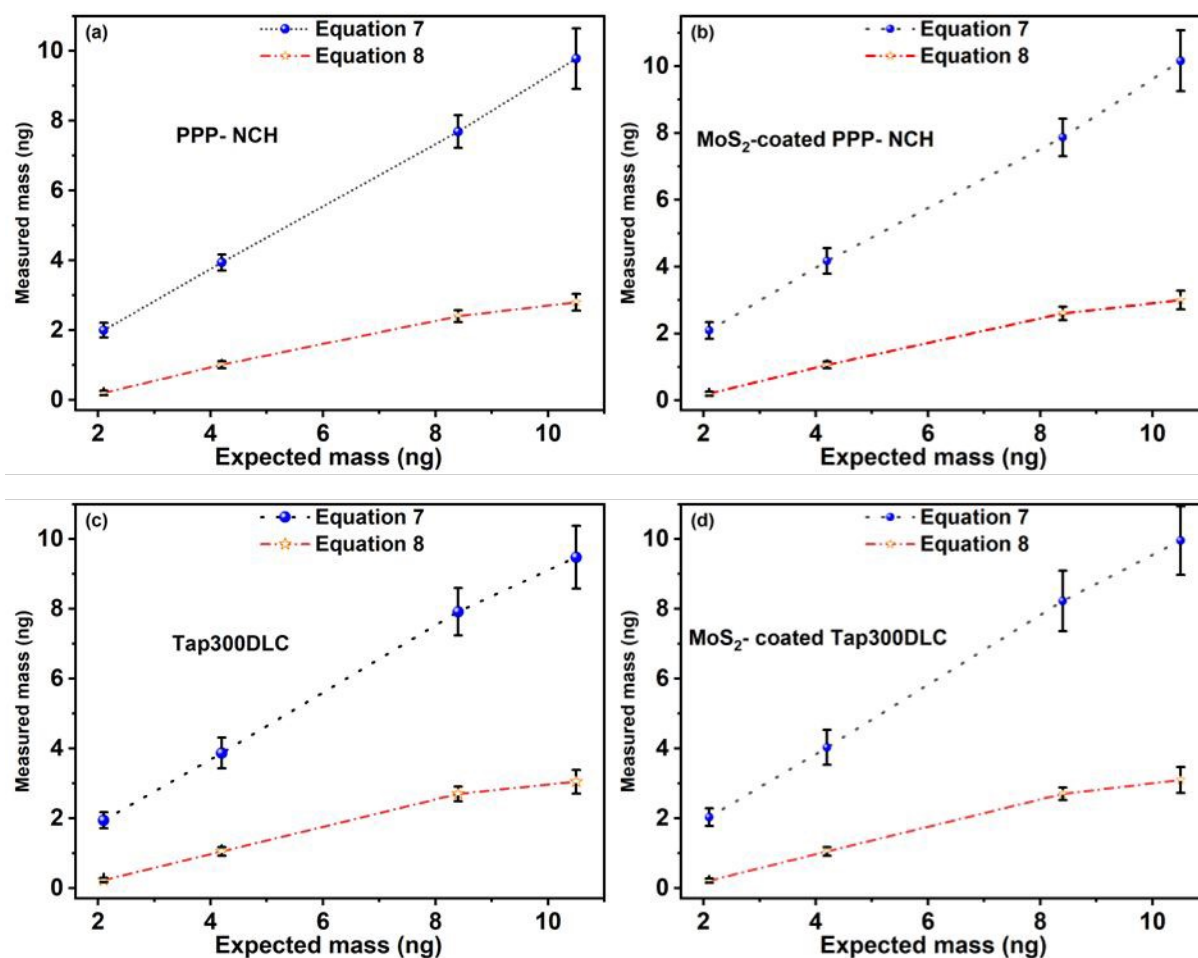 (a)
Equation 7
Equation 8
PPP- NCH
Measured mass (ng)
10
8
6
4
2
0
2 4 6 8 10
Expected mass (ng)
(b)
Equation 7
Equation 8
MoS₂-coated PPP- NCH
Measured mass (ng)
10
8
6
4
2
0
2 4 6 8 10
Expected mass (ng)
(c)
Equation 7
Equation 8
Tap300DLC
Measured mass (ng)
10
8
6
4
2
0
2 4 6 8 10
Expected mass (ng)
(d)
Equation 7
Equation 8
MoS₂- coated Tap300DLC
Measured mass (ng)
10
8
6
4
2
0
2 4 6 8 10
Expected mass (ng)